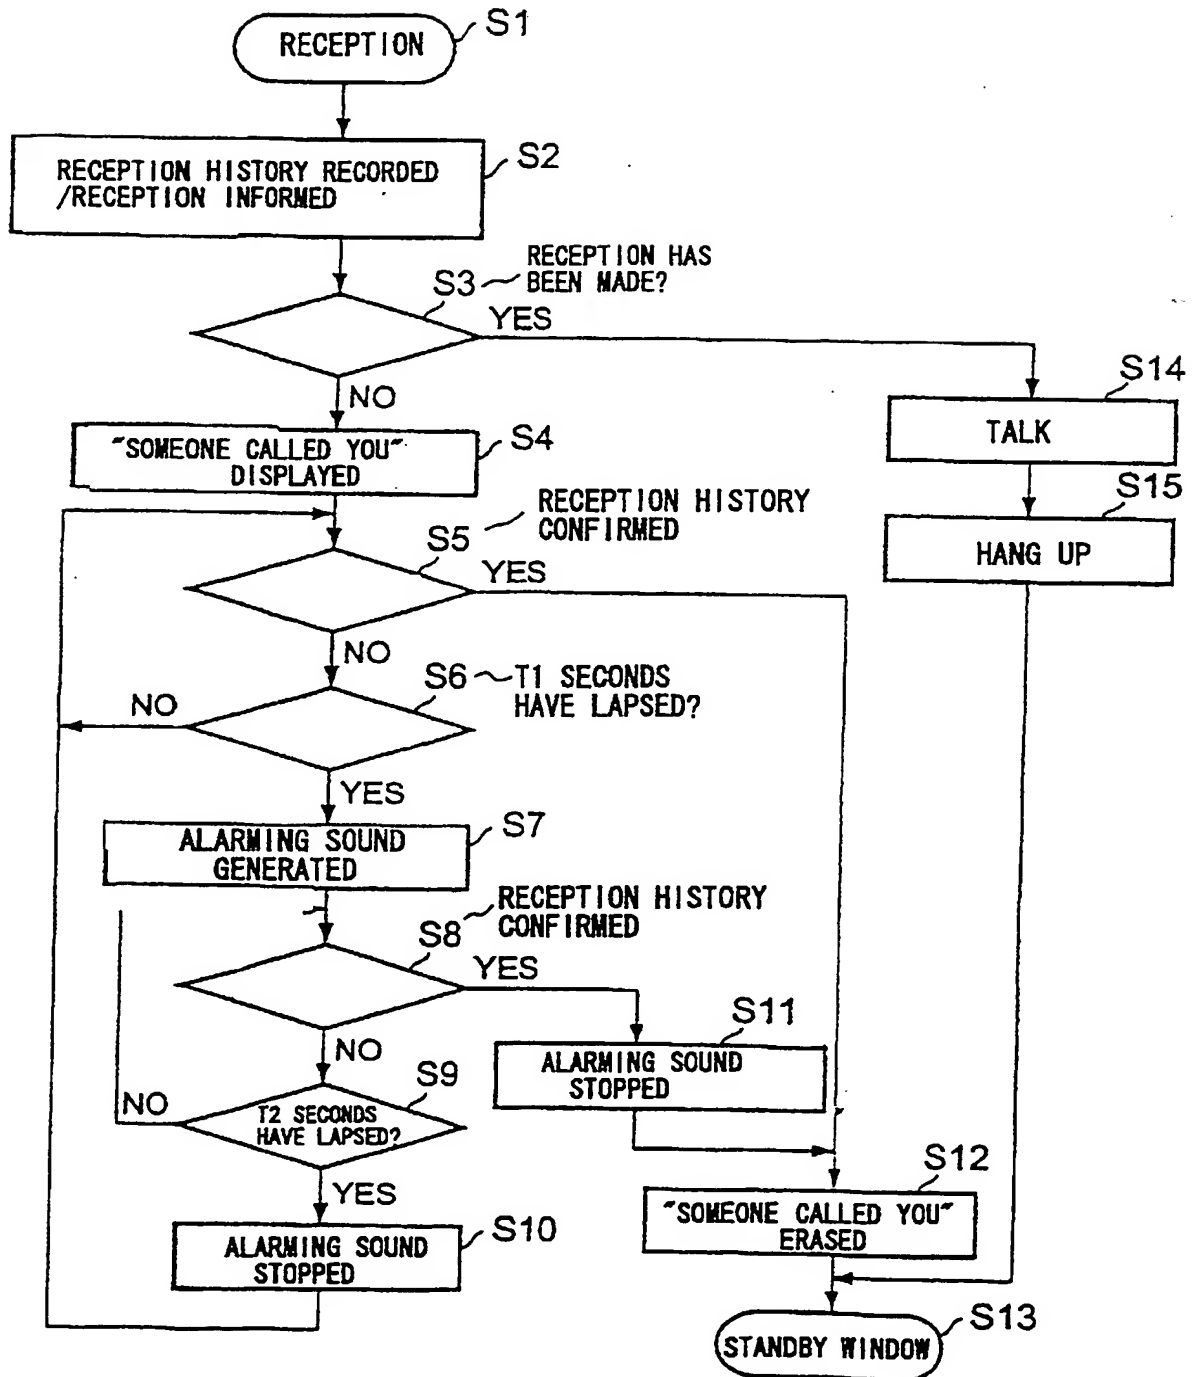 RECEPTION
S1
RECEPTION HISTORY RECORDED
/RECEPTION INFORMED
S2
S3
RECEPTION HAS
BEEN MADE?
YES
NO
S14
TALK
"SOMEONE CALLED YOU"
DISPLAYED
S4
S15
HANG UP
RECEPTION HISTORY
CONFIRMED
S5
YES
NO
S6
T1 SECONDS
HAVE LAPSED?
NO
YES
ALARMING SOUND
GENERATED
S7
RECEPTION HISTORY
CONFIRMED
S8
YES
NO
S11
ALARMING SOUND
STOPPED
S9
NO
T2 SECONDS
HAVE LAPSED?
YES
S12
"SOMEONE CALLED YOU"
ERASED
ALARMING SOUND
STOPPED
S10
S13
STANDBY WINDOW